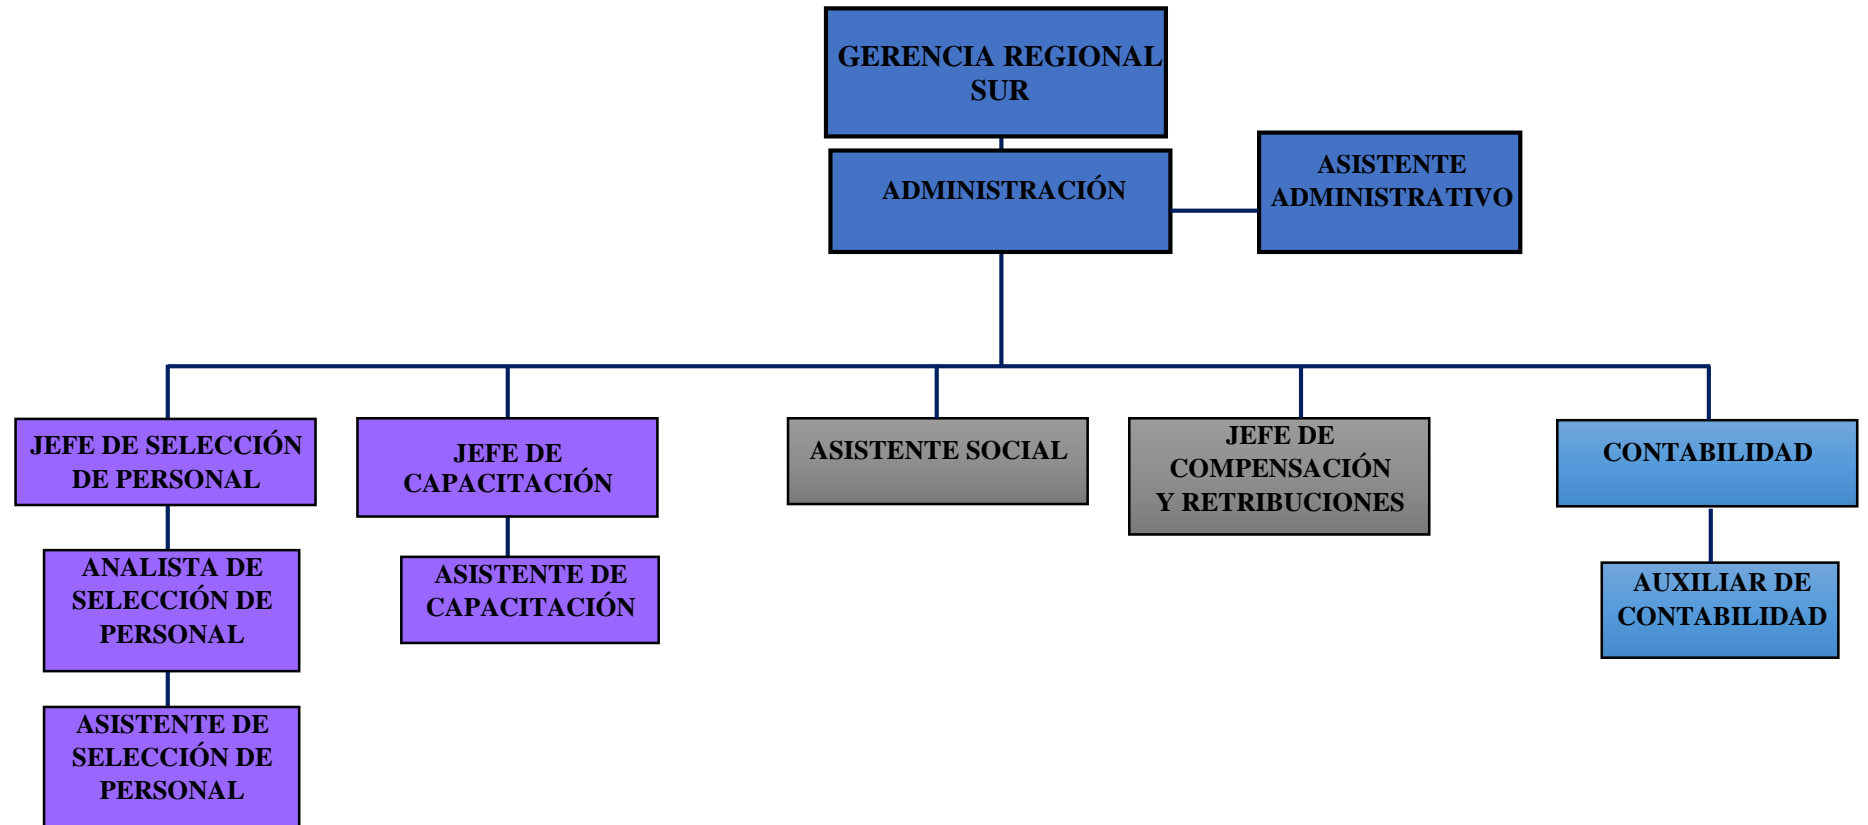 GERENCIA REGIONAL
SUR
ADMINISTRACIÓN
ASISTENTE
ADMINISTRATIVO
JEFE DE SELECCIÓN
DE PERSONAL
JEFE DE
CAPACITACIÓN
ASISTENTE SOCIAL
JEFE DE
COMPENSACIÓN
Y RETRIBUCIONES
CONTABILIDAD
ANALISTA DE
SELECCIÓN DE
PERSONAL
ASISTENTE DE
CAPACITACIÓN
AUXILIAR DE
CONTABILIDAD
ASISTENTE DE
SELECCIÓN DE
PERSONAL